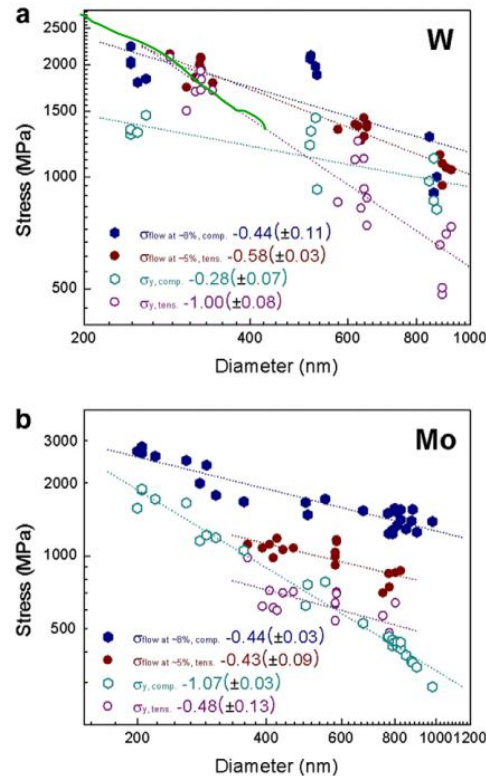 a
W
2500
2000
1500
1000
500
Stress (MPa)
σflow at ~8%, comp. -0.44(±0.11)
σflow at ~5%, tens. -0.58(±0.03)
σy, comp. -0.28(±0.07)
σy, tens. -1.00(±0.08)
200
400
600
800
1000
Diameter (nm)
b
Mo
3000
2000
1000
500
Stress (MPa)
σflow at ~8%, comp. -0.44(±0.03)
σflow at ~5%, tens. -0.43(±0.09)
σy, comp. -1.07(±0.03)
σy, tens. -0.48(±0.13)
200
400
600
800
1000
1200
Diameter (nm)